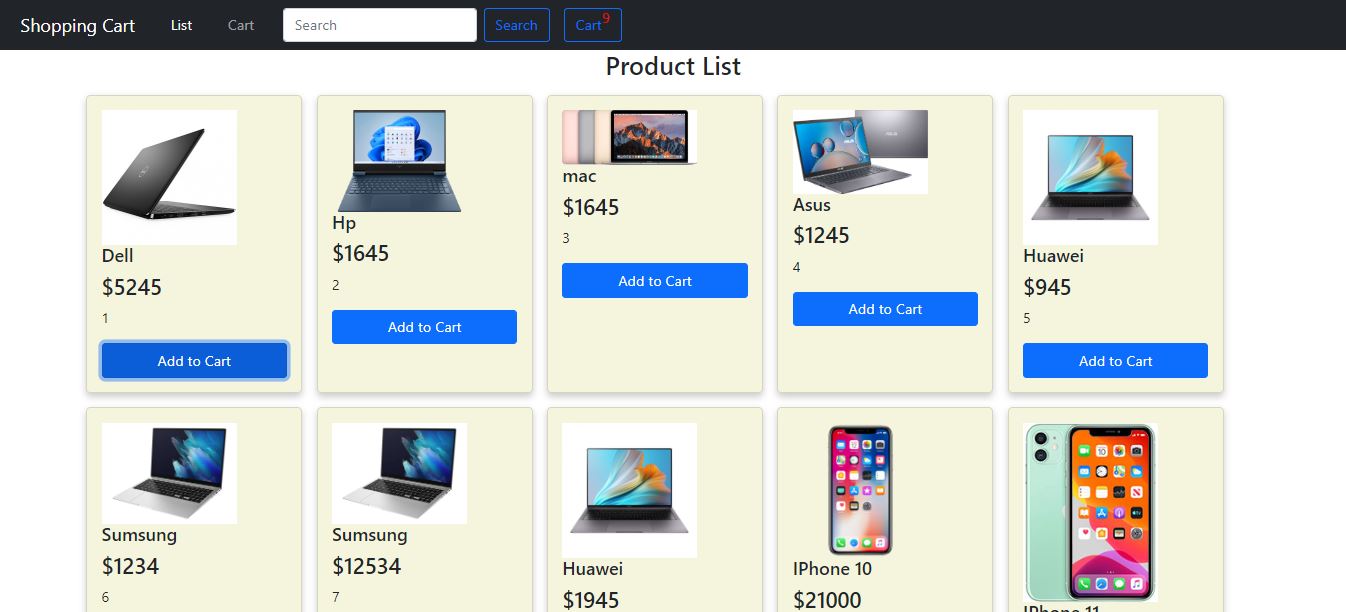 Shopping Cart List Cart Search Search Cart 9
Product List
Dell
$5245
1
Add to Cart
Hp
$1645
2
Add to Cart
mac
$1645
3
Add to Cart
Asus
$1245
4
Add to Cart
Huawei
$945
5
Add to Cart
Sumsung
$1234
6
Sumsung
$12534
7
Huawei
$1945
IPhone 10
$21000
IPhone 11